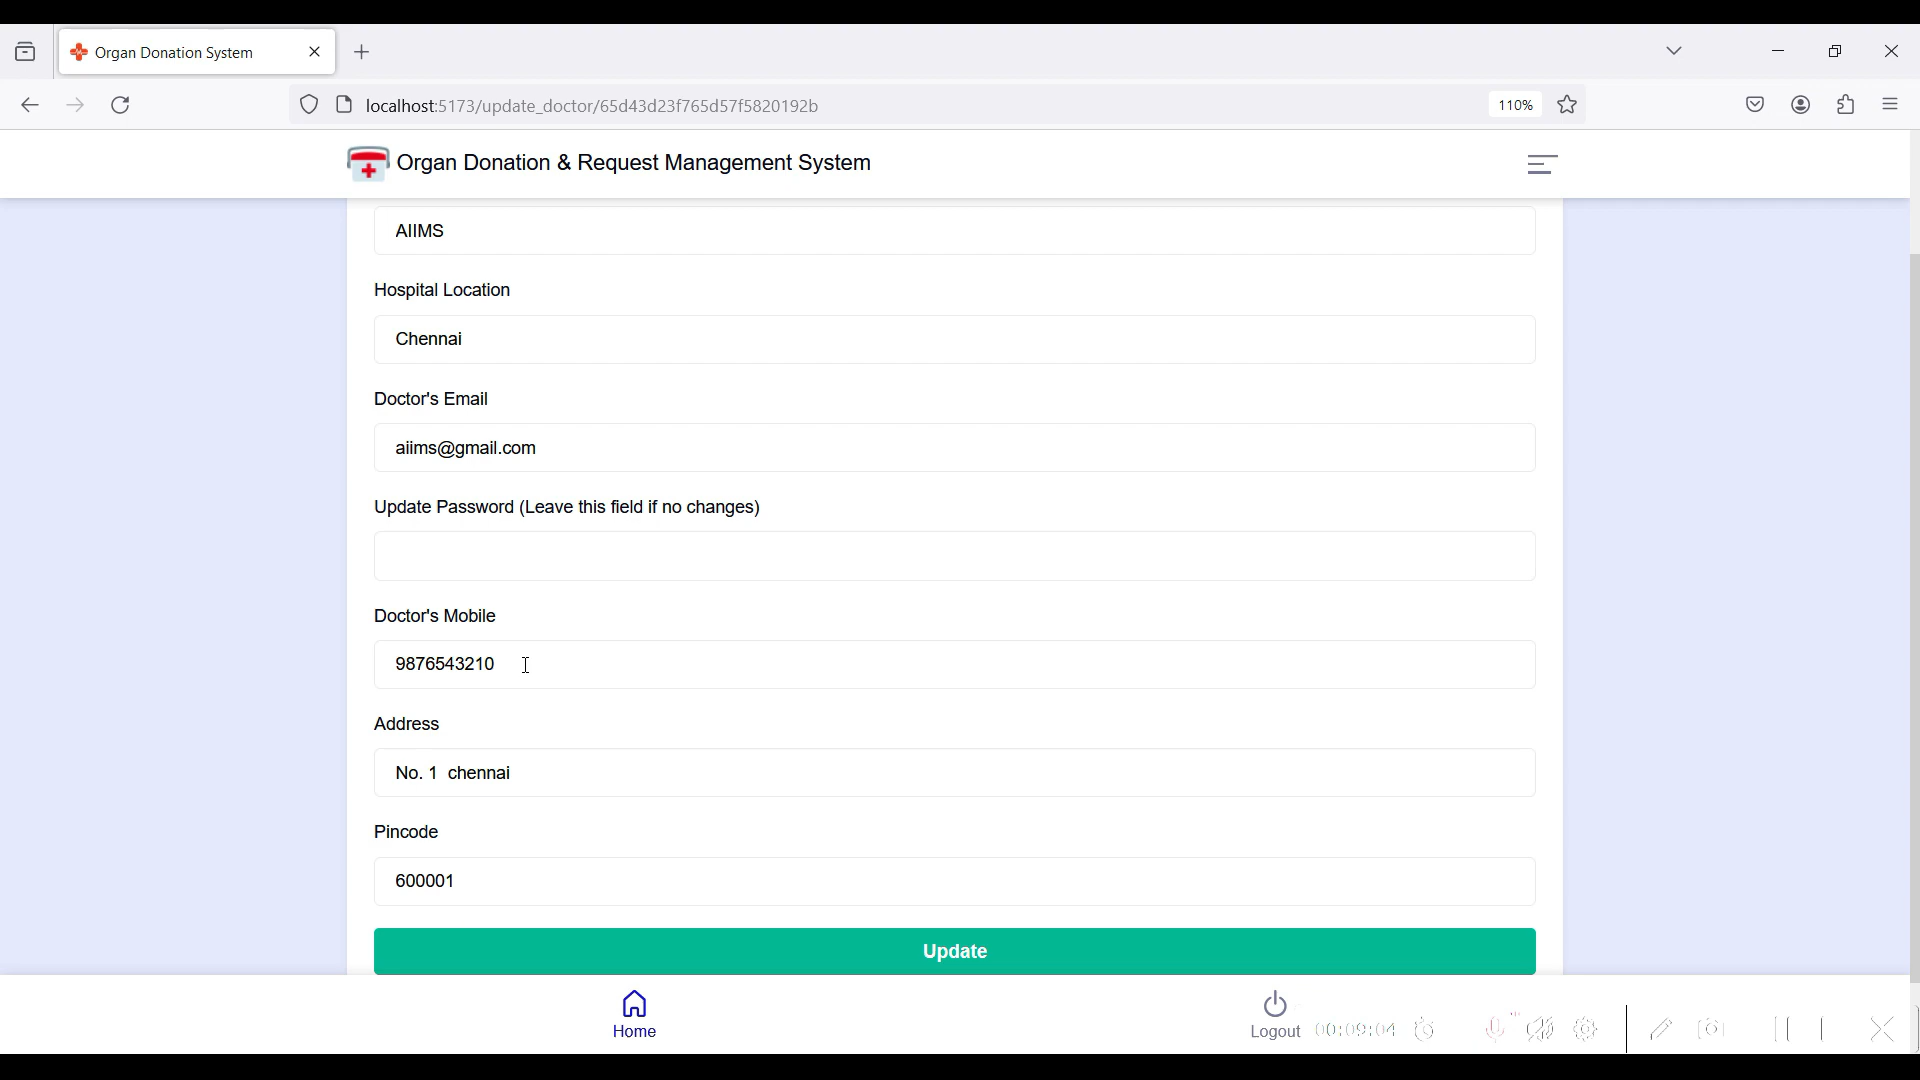 Organ Donation System
localhost:5173/update_doctor/65d43d23f765d57f5820192b
110%
Organ Donation & Request Management System
AIIMS
Hospital Location
Chennai
Doctor's Email
aiims@gmail.com
Update Password (Leave this field if no changes)
Doctor's Mobile
9876543210
Address
No. 1  chennai
Pincode
600001
Update
Home
Logout
00:09:04